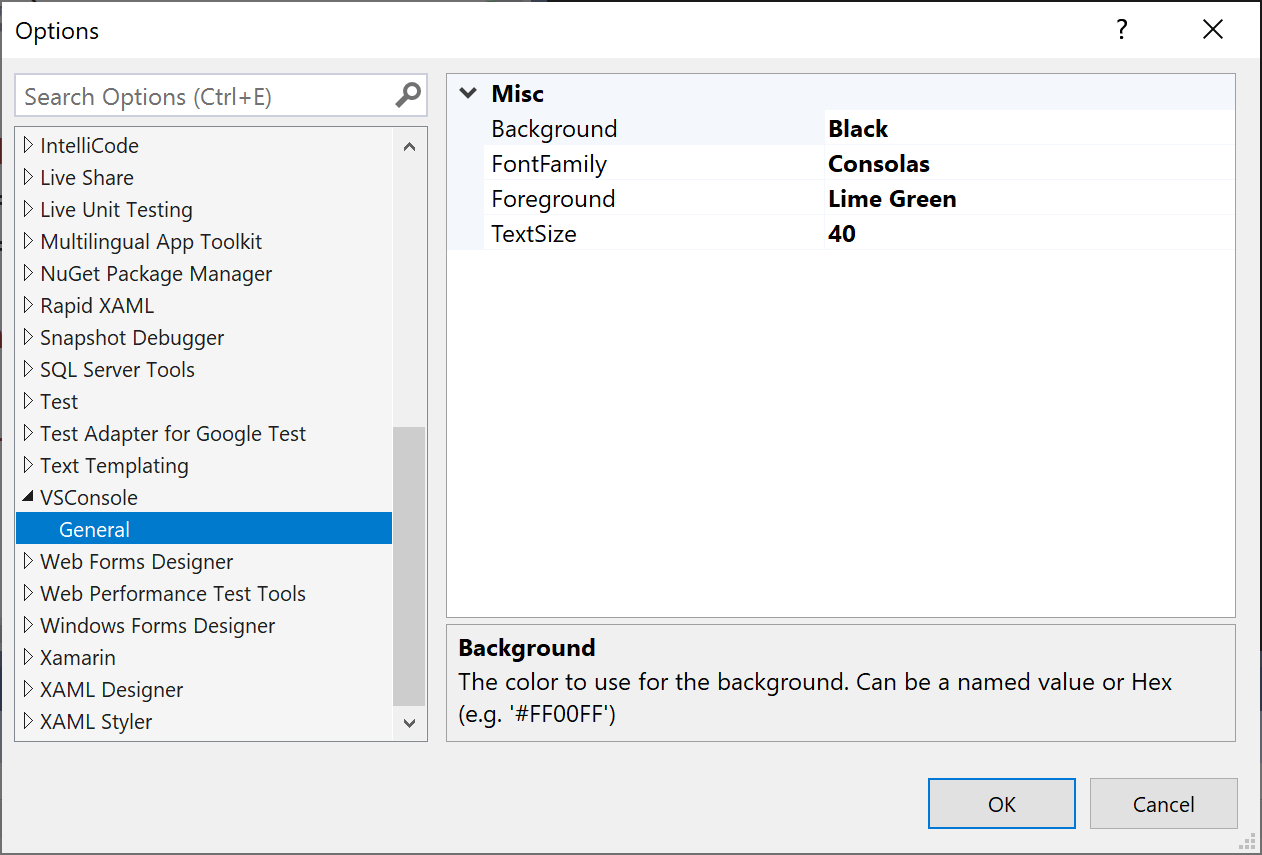 Options
?
Search Options (Ctrl+E)
IntelliCode
Live Share
Live Unit Testing
Multilingual App Toolkit
NuGet Package Manager
Rapid XAML
Snapshot Debugger
SQL Server Tools
Test
Test Adapter for Google Test
Text Templating
VSConsole
General
Web Forms Designer
Web Performance Test Tools
Windows Forms Designer
Xamarin
XAML Designer
XAML Styler
Misc
Background Black
FontFamily Consolas
Foreground Lime Green
TextSize 40
Background
The color to use for the background. Can be a named value or Hex
(e.g. '#FF00FF')
OK Cancel